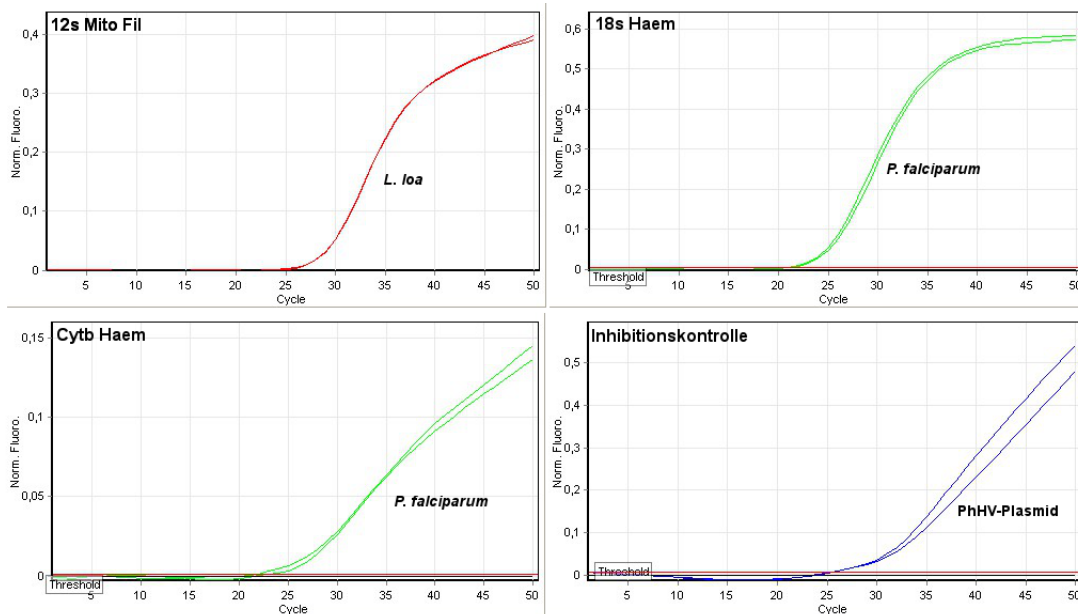 12s Mito Fil
0,4
0,3
0,2
0,1
0
Norm. Fluoro.
L. loa
5 10 15 20 25 30 35 40 45 50
Cycle
18s Haem
0,6
0,5
0,4
0,3
0,2
0,1
0
Norm. Fluoro.
P. falciparum
Threshold
5 10 15 20 25 30 35 40 45 50
Cycle
Cytb Haem
0,15
0,1
0,05
0
Norm. Fluoro.
P. falciparum
Threshold
5 10 15 20 25 30 35 40 45 50
Cycle
Inhibitionskontrolle
0,5
0,4
0,3
0,2
0,1
0
Norm. Fluoro.
PhHV-Plasmid
Threshold
5 10 15 20 25 30 35 40 45 50
Cycle